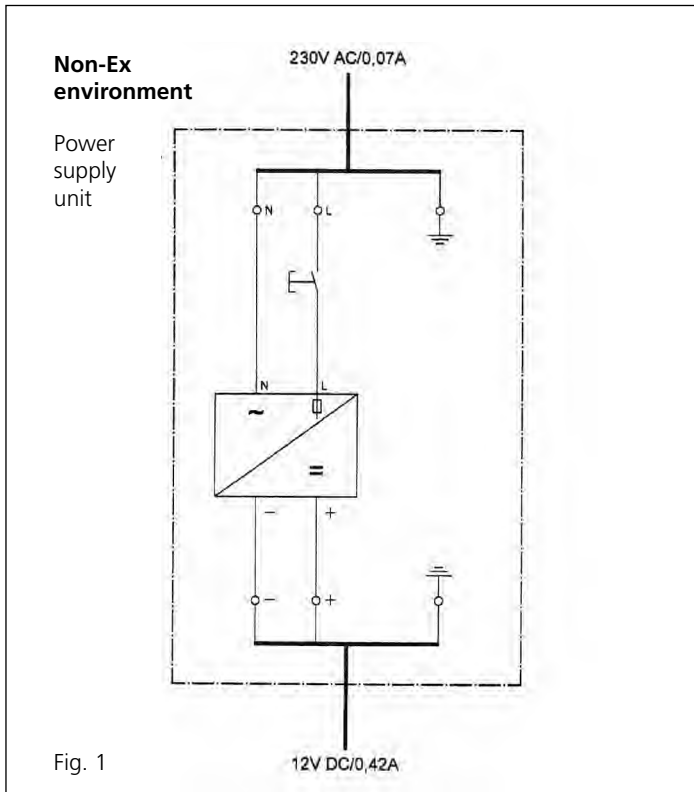 Non-Ex
environment
230V AC/0,07A
Power
supply
unit
N L
N L
~
=
- +
- +
Fig. 1
12V DC/0,42A